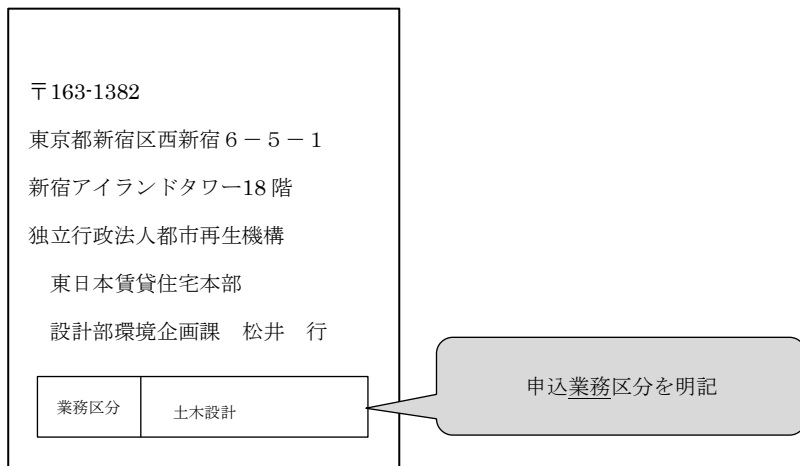 〒163-1382
東京都新宿区西新宿６－５－１
新宿アイランドタワー18 階
独立行政法人都市再生機構
東日本賃貸住宅本部
設計部環境企画課　松井　行
業務区分　土木設計
申込業務区分を明記